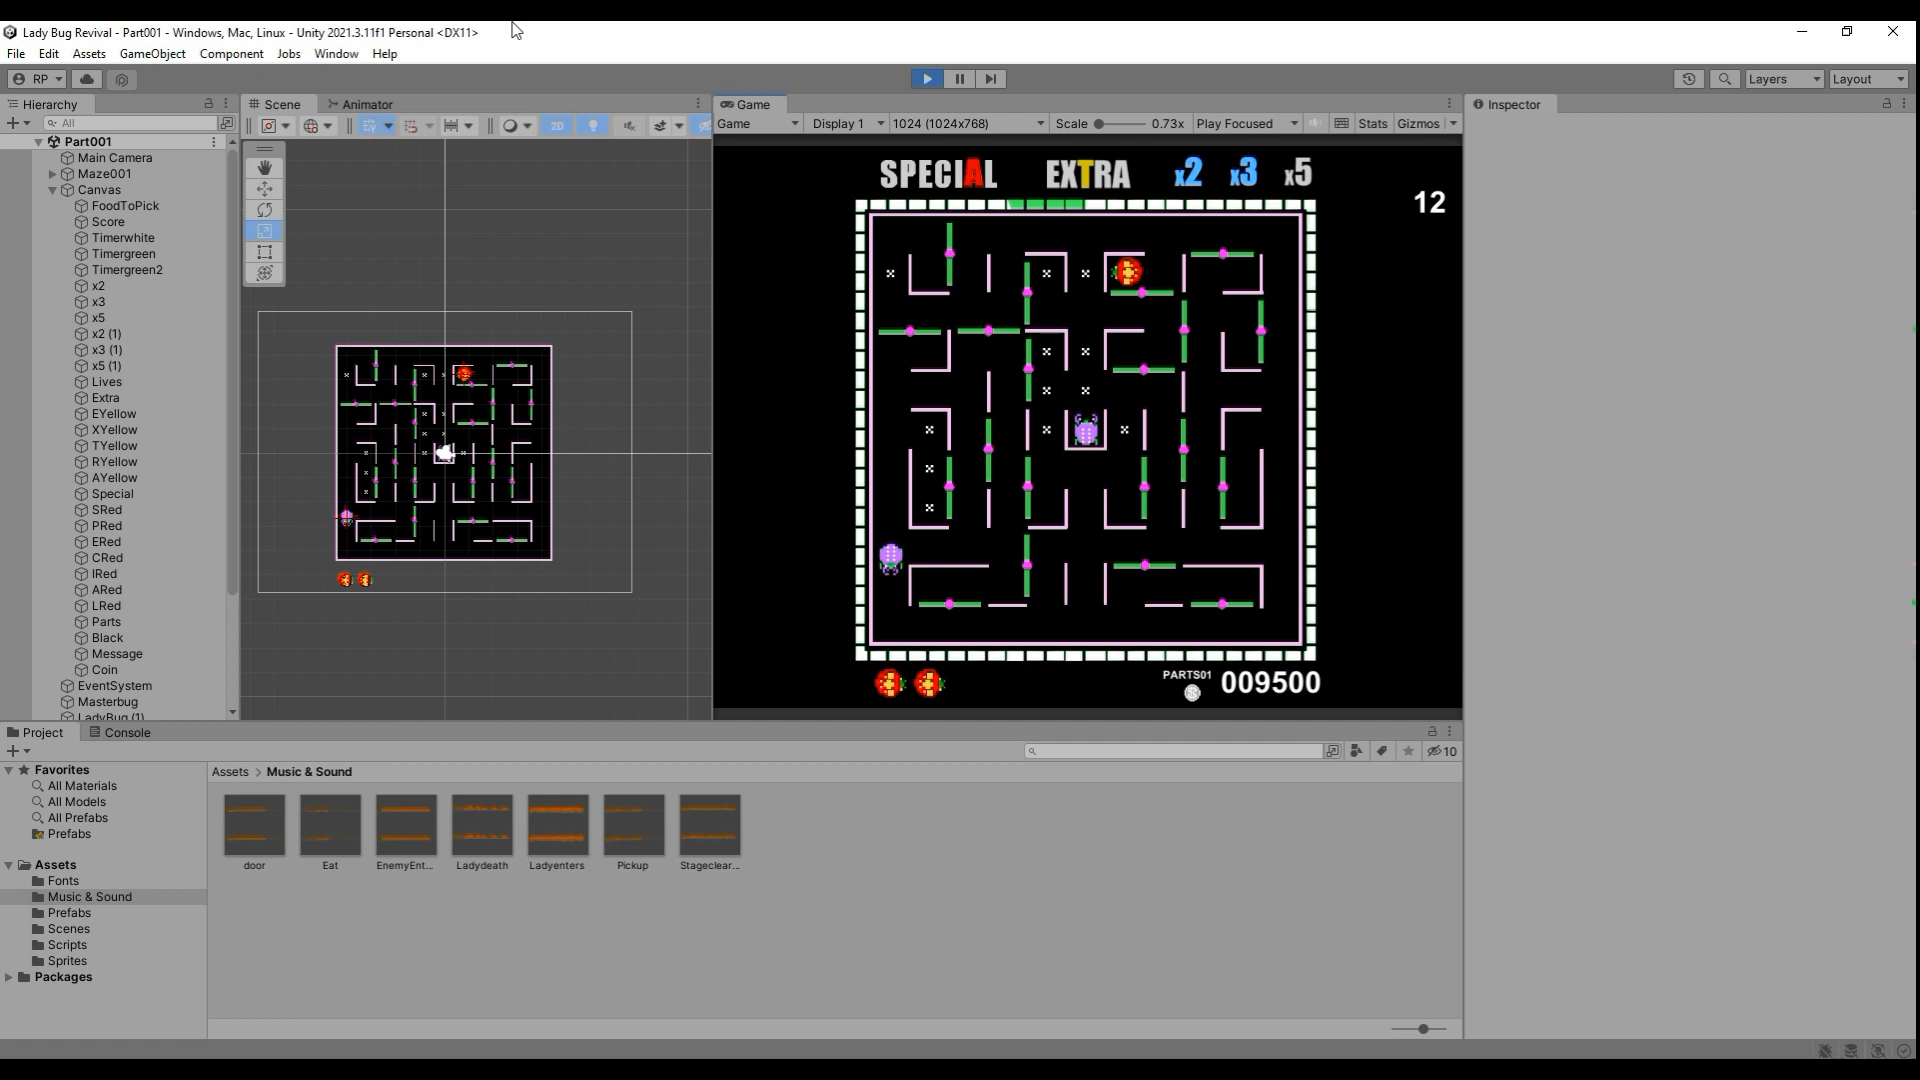 Lady Bug Revival - Part001 - Windows, Mac, Linux - Unity 2021.3.11f1 Personal <DX11>
File Edit Assets GameObject Component Jobs Window Help
RP Layers Layout
Hierarchy
All
Part001
Main Camera
Maze001
Canvas
FoodToPick
Score
Timerwhite
Timergreen
Timergreen2
x2
x3
x5
x2 (1)
x3 (1)
x5 (1)
Lives
Extra
EYellow
XYellow
TYellow
RYellow
AYellow
Special
SRed
PRed
ERed
CRed
IRed
ARed
LRed
Parts
Black
Message
Coin
EventSystem
Masterbug
LadyBug (1)
Scene Animator
2D
Game
Game Display 1 1024 (1024x768) Scale 0.73x Play Focused Stats Gizmos
SPECIAL EXTRA x2 x3 x5
12
PARTS01 009500
Inspector
Project Console
10
Favorites
All Materials
All Models
All Prefabs
Prefabs
Assets
Fonts
Music & Sound
Prefabs
Scenes
Scripts
Sprites
Packages
Assets > Music & Sound
door Eat EnemyEnt... Ladydeath Ladyenters Pickup Stageclear...